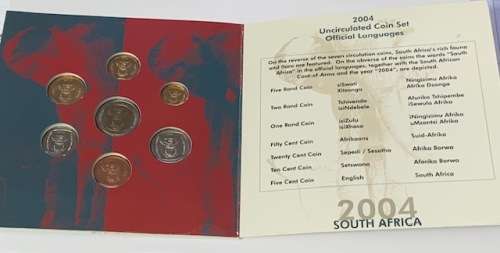 2004
Uncirculated Coin Set
Official Languages
On the reverse of the seven circulation coins, South Africa's rich fauna
and flora are featured. On the obverse of the coins the words "South
Africa" in the official languages, together with the South African
Coat-of-Arms and the year "2004", are depicted.
Five Rand Coin siSwati Ningizimu Afrika
Xitsonga Afrika Dzonga
Two Rand Coin Tshivenda Afurika Tshipembe
isiNdebele iSewula Afrika
One Rand Coin isiZulu iNingizimu Afrika
isiXhosa uMzantsi Afrika
Fifty Cent Coin Afrikaans Suid-Afrika
Twenty Cent Coin Sepedi / Sesotho Afrika Borwa
Ten Cent Coin Setswana Aforika Borwa
Five Cent Coin English South Africa
2004
SOUTH AFRICA